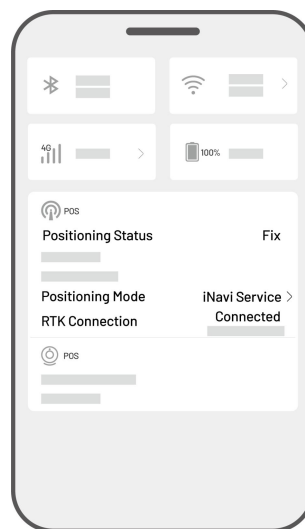 4G
100%
POS
Positioning Status Fix
Positioning Mode iNavi Service >
RTK Connection Connected
POS